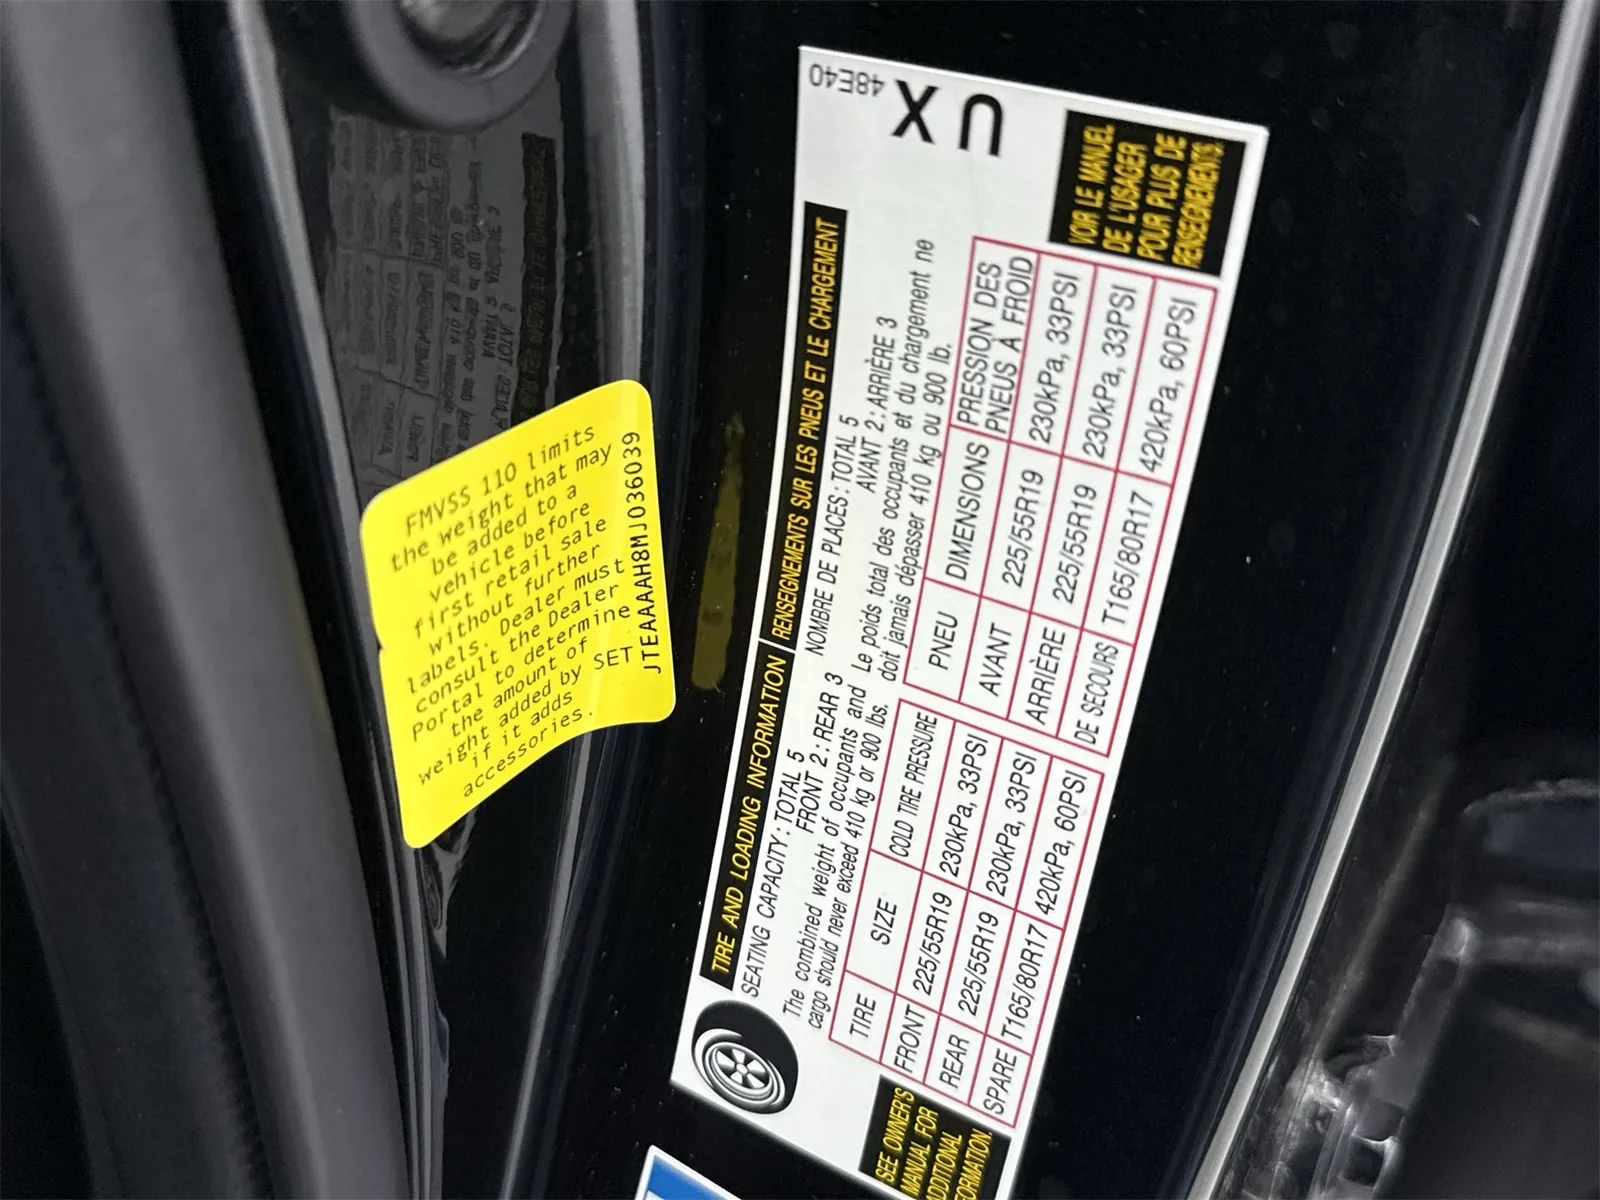 FMVSS 110 limits
the weight that may
be added to a
vehicle before
first retail sale
without further
labels. Dealer must
consult the Dealer
Portal to determine
the amount of
weight added by SET
if it adds
accessories.
JTEAAAAH8MJ036039
TIRE AND LOADING INFORMATION
SEATING CAPACITY : TOTAL 5
FRONT 2 : REAR 3
The combined weight of occupants and
cargo should never exceed 410 kg or 900 lbs.
TIRE SIZE COLD TIRE PRESSURE
FRONT 225/55R19 230kPa, 33PSI
REAR 225/55R19 230kPa, 33PSI
SPARE T165/80R17 420kPa, 60PSI
SEE OWNER'S
MANUAL FOR
ADDITIONAL
RENSEIGNEMENTS SUR LES PNEUS ET LE CHARGEMENT
NOMBRE DE PLACES : TOTAL 5
AVANT 2 : ARRIÈRE 3
Le poids total des occupants et du chargement ne
doit jamais dépasser 410 kg ou 900 lb.
PNEU DIMENSIONS PRESSION DES
PNEUS À FROID
AVANT 225/55R19 230kPa, 33PSI
ARRIÈRE 225/55R19 230kPa, 33PSI
DE SECOURS T165/80R17 420kPa, 60PSI
VOIR LE MANUEL
DE L'USAGER
POUR PLUS DE
RENSEIGNEMENTS.
48E40
UX